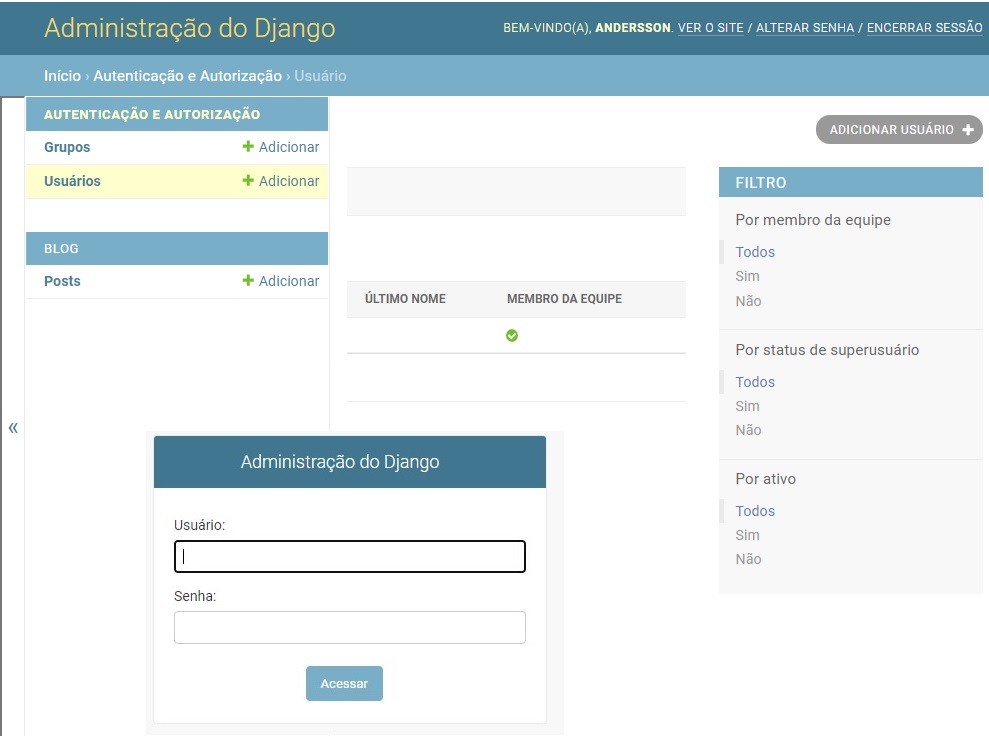 Administração do Django
BEM-VINDO(A), ANDERSSON. VER O SITE / ALTERAR SENHA / ENCERRAR SESSÃO
Início › Autenticação e Autorização › Usuário
AUTENTICAÇÃO E AUTORIZAÇÃO
Grupos + Adicionar
Usuários + Adicionar
BLOG
Posts + Adicionar
«
ADICIONAR USUÁRIO +
ÚLTIMO NOME MEMBRO DA EQUIPE
FILTRO
Por membro da equipe
Todos
Sim
Não
Por status de superusuário
Todos
Sim
Não
Por ativo
Todos
Sim
Não
Administração do Django
Usuário:
Senha:
Acessar